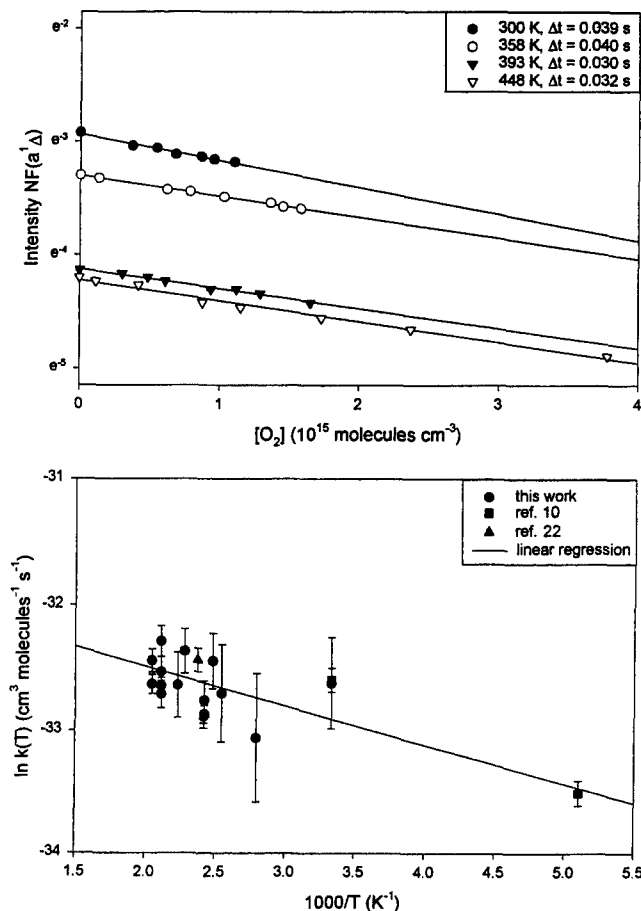 e⁻²
e⁻³
e⁻⁴
e⁻⁵
Intensity NF(a¹Δ)
● 300 K, Δt = 0.039 s
○ 358 K, Δt = 0.040 s
▼ 393 K, Δt = 0.030 s
▽ 448 K, Δt = 0.032 s
0 1 2 3 4
[O₂] (10¹⁵ molecules cm⁻³)
-31
-32
-33
-34
ln k(T) (cm³ molecules⁻¹ s⁻¹)
● this work
■ ref. 10
▲ ref. 22
— linear regression
1.5 2.0 2.5 3.0 3.5 4.0 4.5 5.0 5.5
1000/T (K⁻¹)